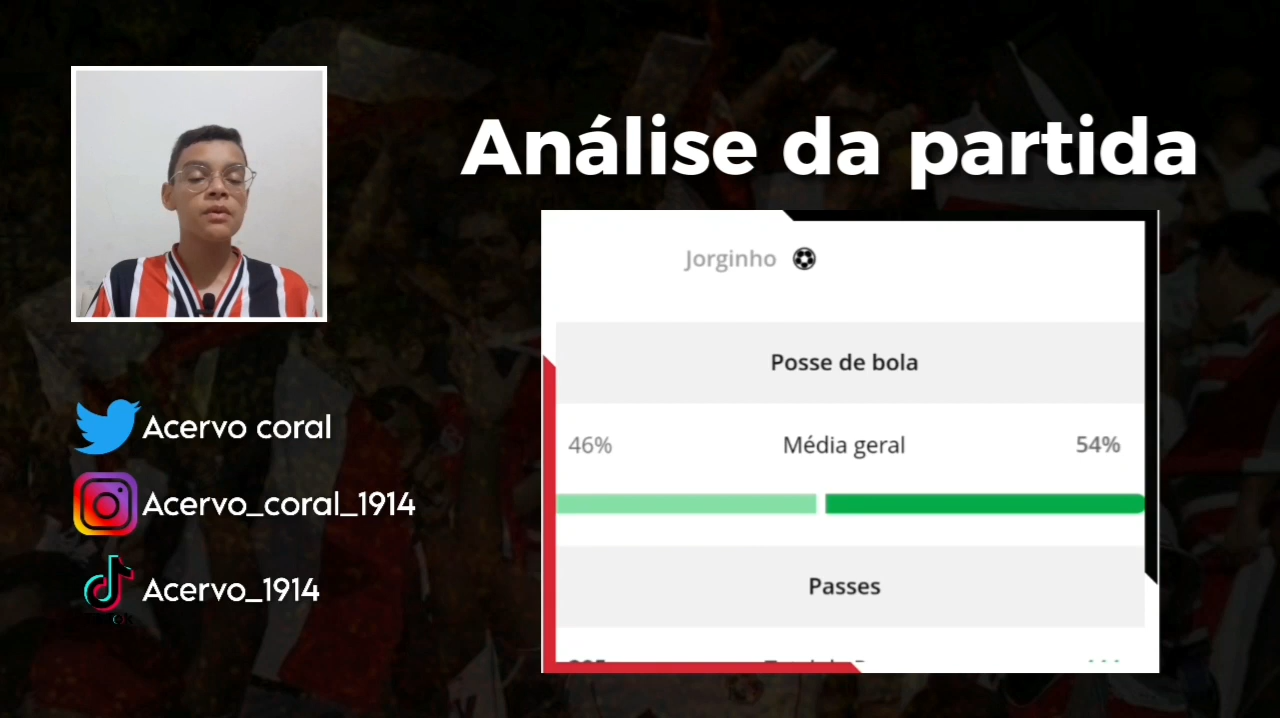 Análise da partida
Jorginho
Posse de bola
46% Média geral 54%
Passes
Acervo coral
Acervo_coral_1914
Acervo_1914